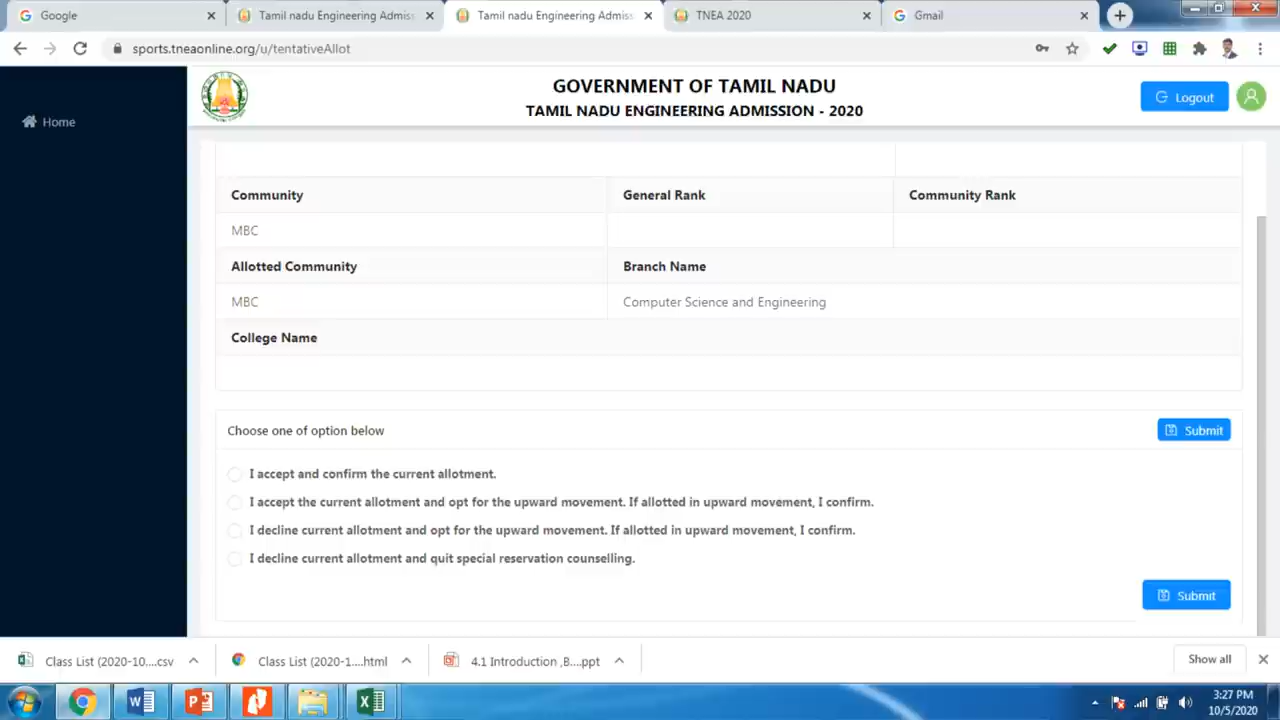 Google
Tamil nadu Engineering Admiss
Tamil nadu Engineering Admiss
TNEA 2020
Gmail
sports.tneaonline.org/u/tentativeAllot
Home
GOVERNMENT OF TAMIL NADU
TAMIL NADU ENGINEERING ADMISSION - 2020
Logout
Community
General Rank
Community Rank
MBC
Allotted Community
Branch Name
MBC
Computer Science and Engineering
College Name
Choose one of option below
Submit
I accept and confirm the current allotment.
I accept the current allotment and opt for the upward movement. If allotted in upward movement, I confirm.
I decline current allotment and opt for the upward movement. If allotted in upward movement, I confirm.
I decline current allotment and quit special reservation counselling.
Submit
Class List (2020-10....csv
Class List (2020-1....html
4.1 Introduction ,B....ppt
Show all
3:27 PM
10/5/2020